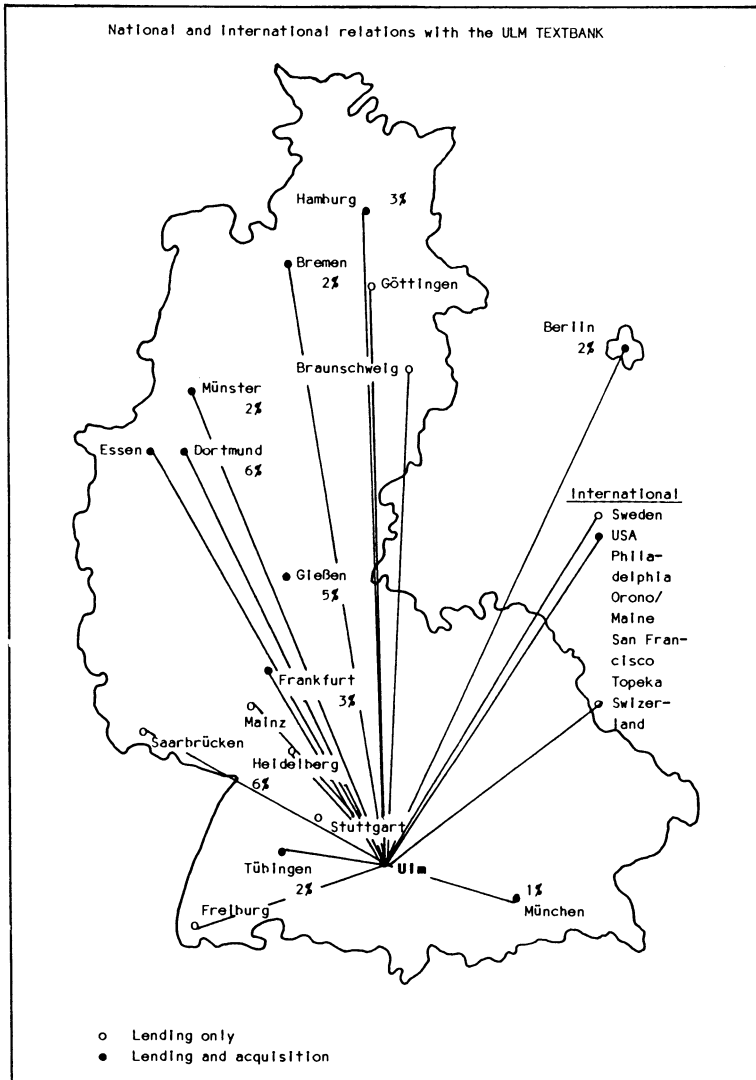 National and international relations with the ULM TEXTBANK
Hamburg 3%
Bremen
2%
Göttingen
Berlin
2%
Braunschweig
Münster
2%
Essen
Dortmund
6%
International
Sweden
USA
Phila-
delphia
Orono/
Maine
San Fran-
cisco
Topeka
Swizer-
land
Gießen
5%
Frankfurt
3%
Mainz
Saarbrücken
Heidelberg
6%
Stuttgart
Tübingen
2%
Ulm
1%
München
Freiburg
Lending only
Lending and acquisition